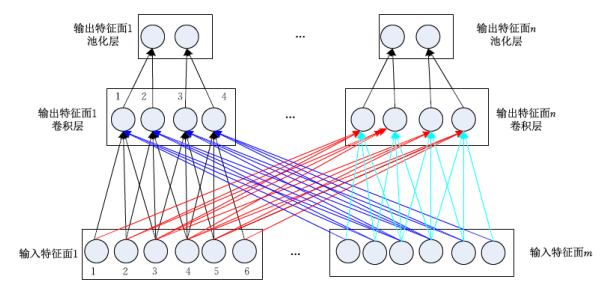 输出特征面1
池化层
...
输出特征面n
池化层
1 2 3 4
输出特征面1
卷积层
...
输出特征面n
卷积层
输入特征面1
...
输入特征面m
1 2 3 4 5 6